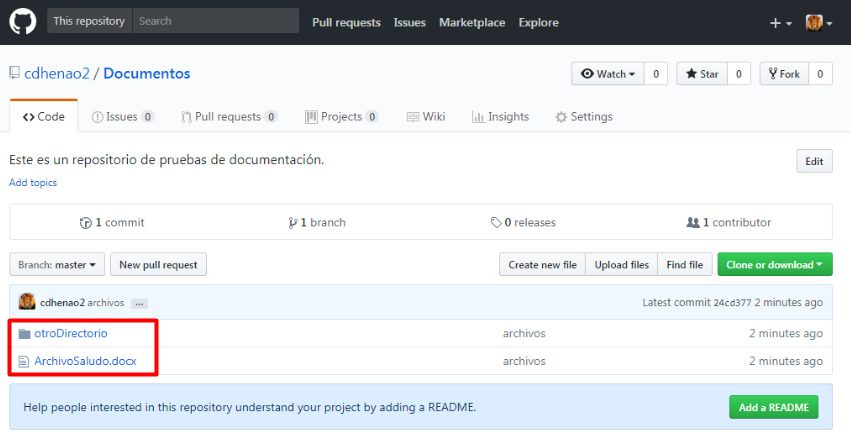 This repository Search Pull requests Issues Marketplace Explore
cdhenao2 / Documentos Watch 0 Star 0 Fork 0
Code Issues 0 Pull requests 0 Projects 0 Wiki Insights Settings
Este es un repositorio de pruebas de documentación. Edit
Add topics
1 commit 1 branch 0 releases 1 contributor
Branch: master New pull request Create new file Upload files Find file Clone or download
cdhenao2 archivos ... Latest commit 24cd377 2 minutes ago
otroDirectorio archivos 2 minutes ago
ArchivoSaludo.docx archivos 2 minutes ago
Help people interested in this repository understand your project by adding a README. Add a README